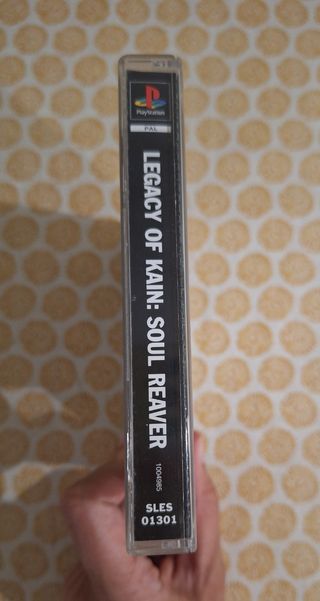 PlayStation
PAL
LEGACY OF KAIN: SOUL REAVER
1004985
SLES
01301